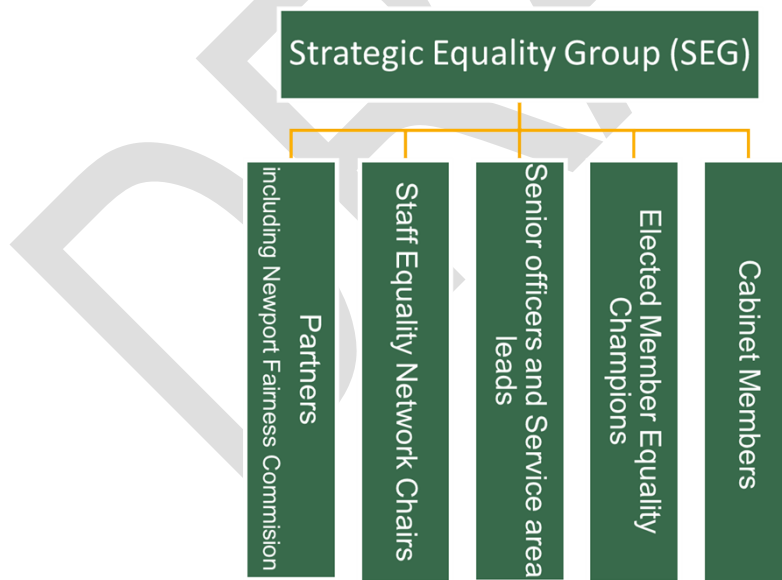 Strategic Equality Group (SEG)
Partners
including Newport Fairness Commision
Staff Equality Network Chairs
Senior officers and Service area
leads
Elected Member Equality
Champions
Cabinet Members